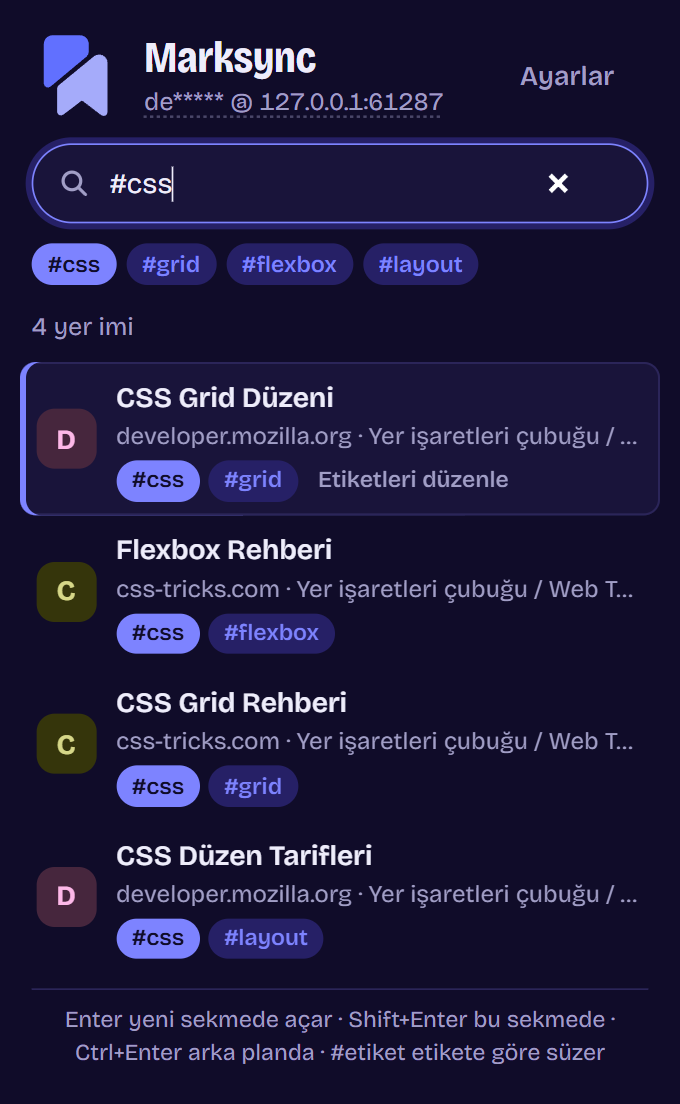 Marksync
de***** @ 127.0.0.1:61287
Ayarlar
#css
#css #grid #flexbox #layout
4 yer imi
CSS Grid Düzeni
D
developer.mozilla.org · Yer işaretleri çubuğu / ...
#css #grid Etiketleri düzenle
Flexbox Rehberi
C
css-tricks.com · Yer işaretleri çubuğu / Web T...
#css #flexbox
CSS Grid Rehberi
C
css-tricks.com · Yer işaretleri çubuğu / Web T...
#css #grid
CSS Düzen Tarifleri
D
developer.mozilla.org · Yer işaretleri çubuğu / ...
#css #layout
Enter yeni sekmede açar · Shift+Enter bu sekmede ·
Ctrl+Enter arka planda · #etiket etikete göre süzer